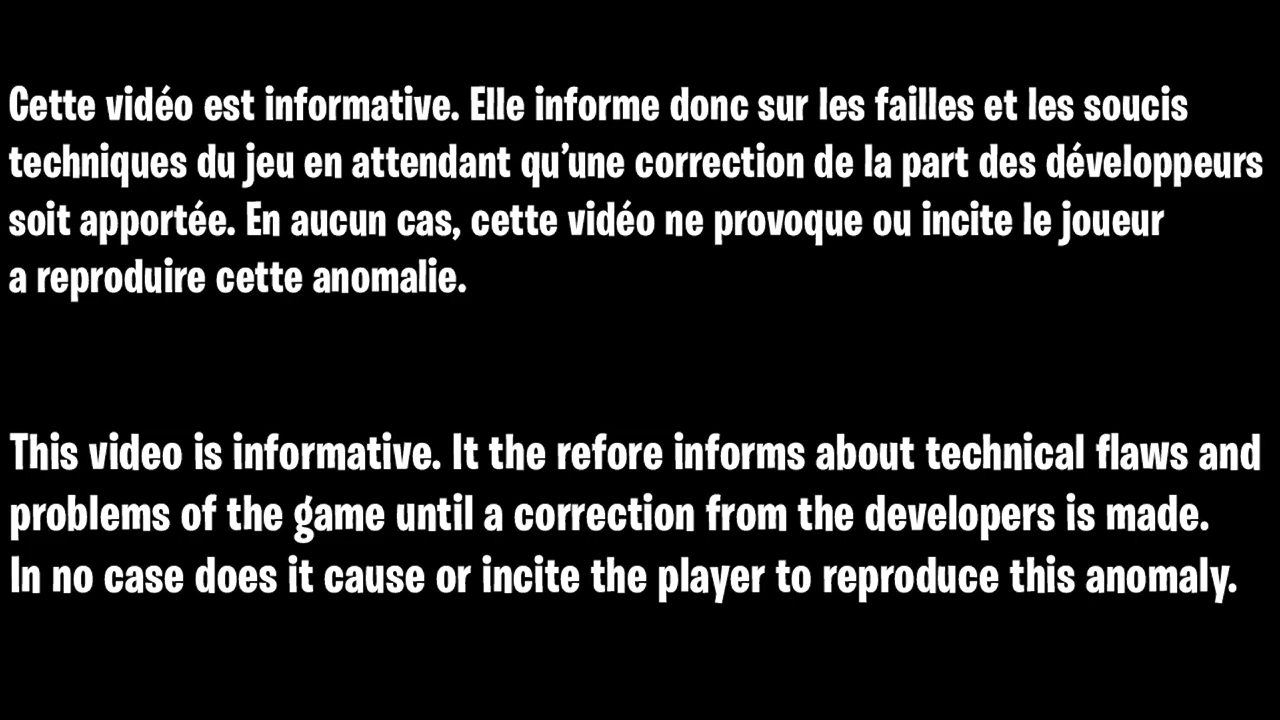 Cette vidéo est informative. Elle informe donc sur les failles et les soucis
techniques du jeu en attendant qu'une correction de la part des développeurs
soit apportée. En aucun cas, cette vidéo ne provoque ou incite le joueur
a reproduire cette anomalie.
This video is informative. It the refore informs about technical flaws and
problems of the game until a correction from the developers is made.
In no case does it cause or incite the player to reproduce this anomaly.